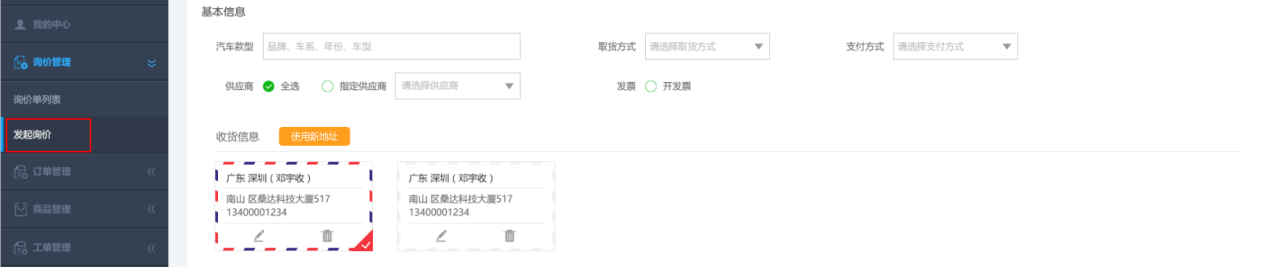 我的中心
询价管理
询价单列表
发起询价
订单管理
商品管理
工单管理
基本信息
汽车款型 品牌、车系、年份、车型 取货方式 请选择取货方式 支付方式 请选择支付方式
供应商 全选 指定供应商 请选择供应商 发票 开发票
收货信息 使用新地址
广东 深圳 ( 邓宇收 )
南山 区桑达科技大厦517
13400001234
广东 深圳 ( 邓宇收 )
南山 区桑达科技大厦517
13400001234